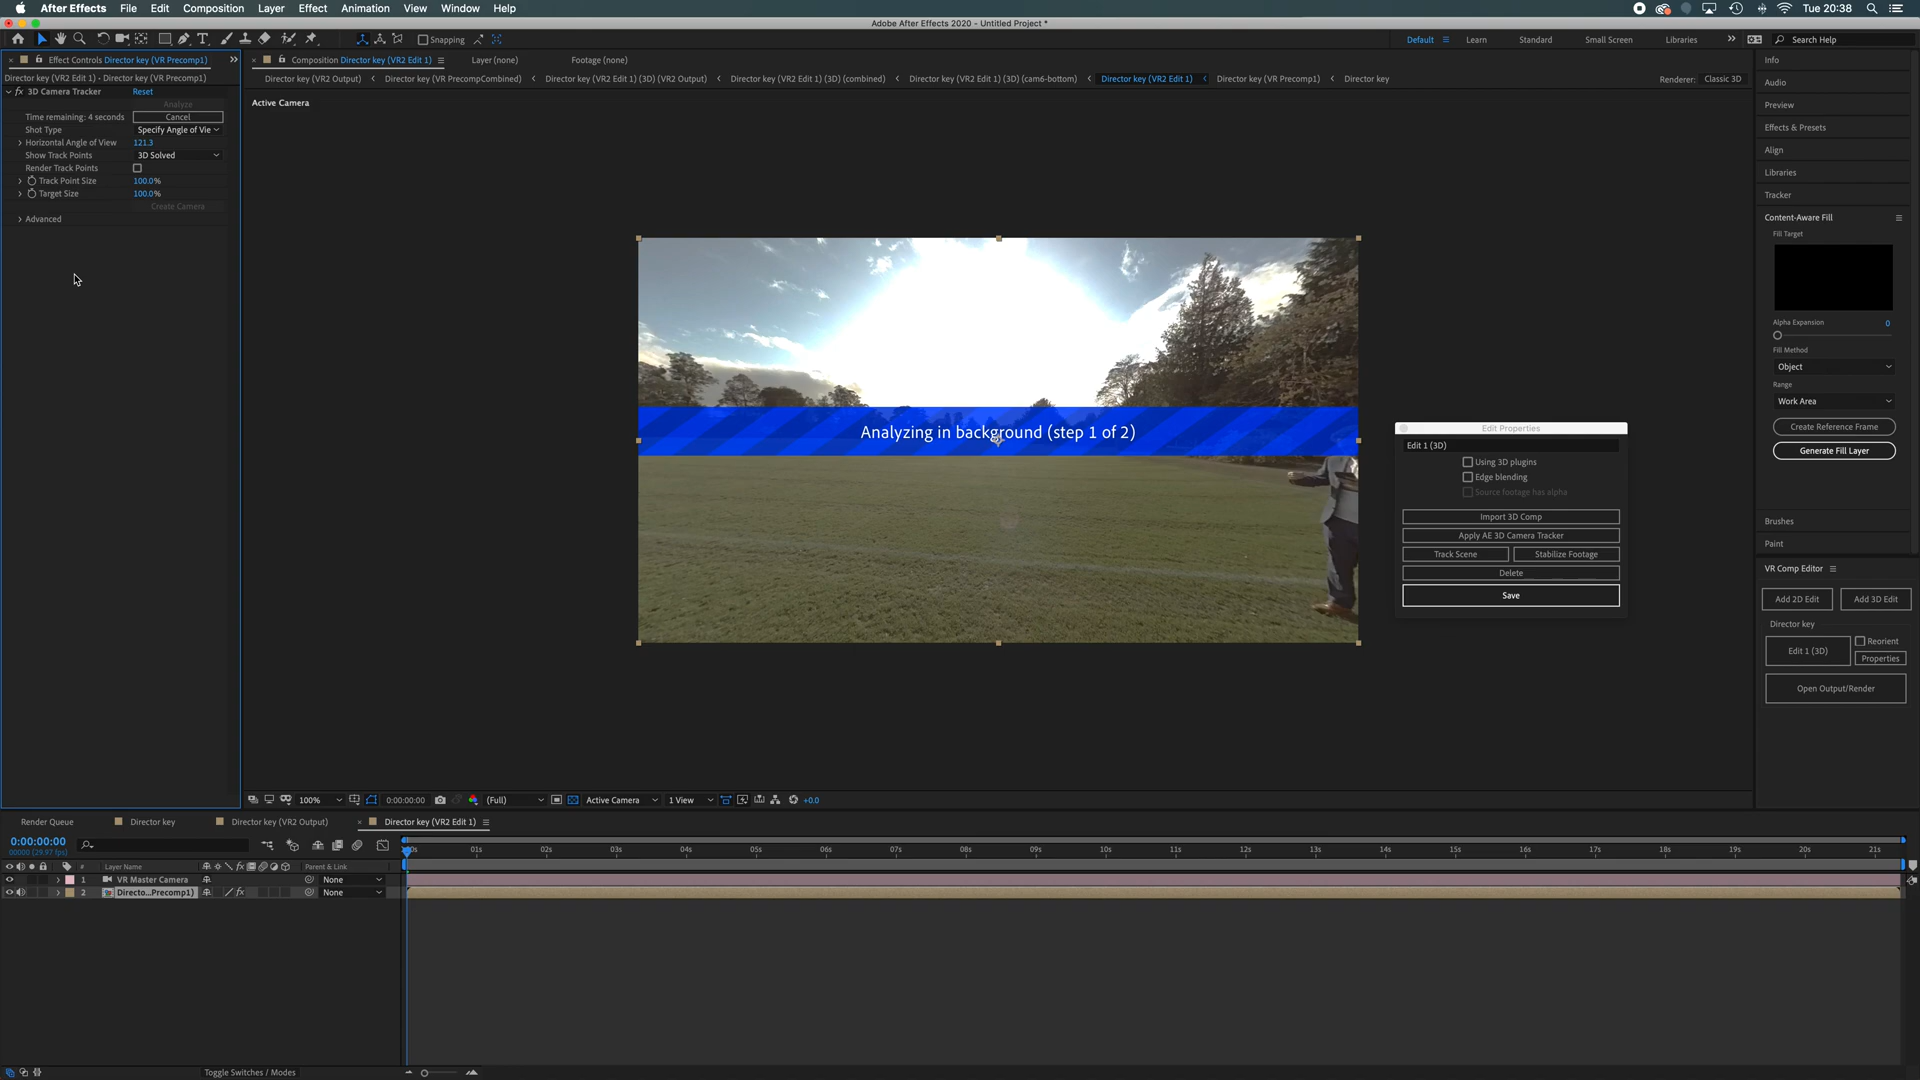 After Effects File Edit Composition Layer Effect Animation View Window Help Tue 20:38
Adobe After Effects 2020 - Untitled Project *
Snapping Default Learn Standard Small Screen Libraries Search Help
Effect Controls Director key (VR Precomp1)
Composition Director key (VR2 Edit 1) Layer (none) Footage (none)
Director key (VR2 Edit 1) • Director key (VR Precomp1)
Director key (VR2 Output) Director key (VR PrecompCombined) Director key (VR2 Edit 1) (3D) (VR2 Output) Director key (VR2 Edit 1) (3D) (combined) Director key (VR2 Edit 1) (3D) (cam6-bottom) Director key (VR2 Edit 1) Director key (VR Precomp1) Director key Renderer: Classic 3D
fx 3D Camera Tracker Reset
Analyze
Time remaining: 4 seconds Cancel
Shot Type Specify Angle of Vie
Horizontal Angle of View 121.3
Show Track Points 3D Solved
Render Track Points
Track Point Size 100.0%
Target Size 100.0%
Create Camera
Advanced
Active Camera
Analyzing in background (step 1 of 2)
Edit Properties
Edit 1 (3D)
Using 3D plugins
Edge blending
Source footage has alpha
Import 3D Comp
Apply AE 3D Camera Tracker
Track Scene Stabilize Footage
Delete
Save
Info
Audio
Preview
Effects & Presets
Align
Libraries
Tracker
Content-Aware Fill
Fill Target
Alpha Expansion 0
Fill Method
Object
Range
Work Area
Create Reference Frame
Generate Fill Layer
Brushes
Paint
VR Comp Editor
Add 2D Edit Add 3D Edit
Director key
Edit 1 (3D) Reorient
Properties
Open Output/Render
100% 0:00:00:00 (Full) Active Camera 1 View +0.0
Render Queue Director key Director key (VR2 Output) Director key (VR2 Edit 1)
0:00:00:00
00000 (29.97 fps)
01s 02s 03s 04s 05s 06s 07s 08s 09s 10s 11s 12s 13s 14s 15s 16s 17s 18s 19s 20s 21s
# Layer Name Parent & Link
1 VR Master Camera None
2 Directo...Precomp1) fx None
Toggle Switches / Modes